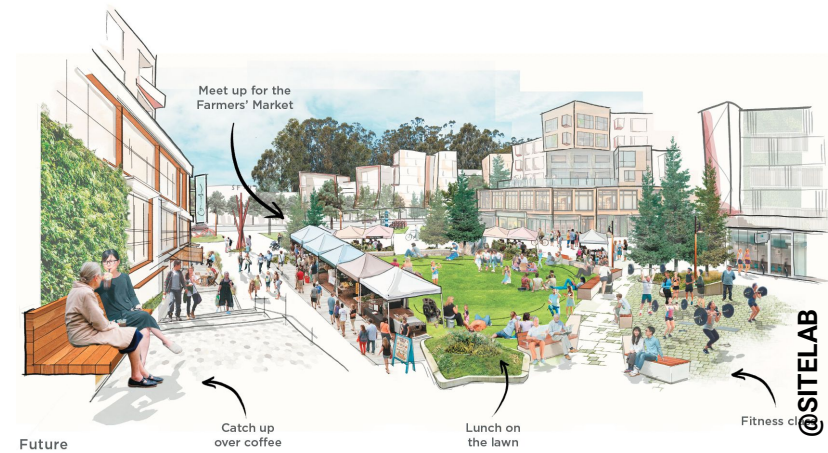 Meet up for the
Farmers' Market
Catch up
over coffee
Lunch on
the lawn
Fitness
Future
@SITELAB